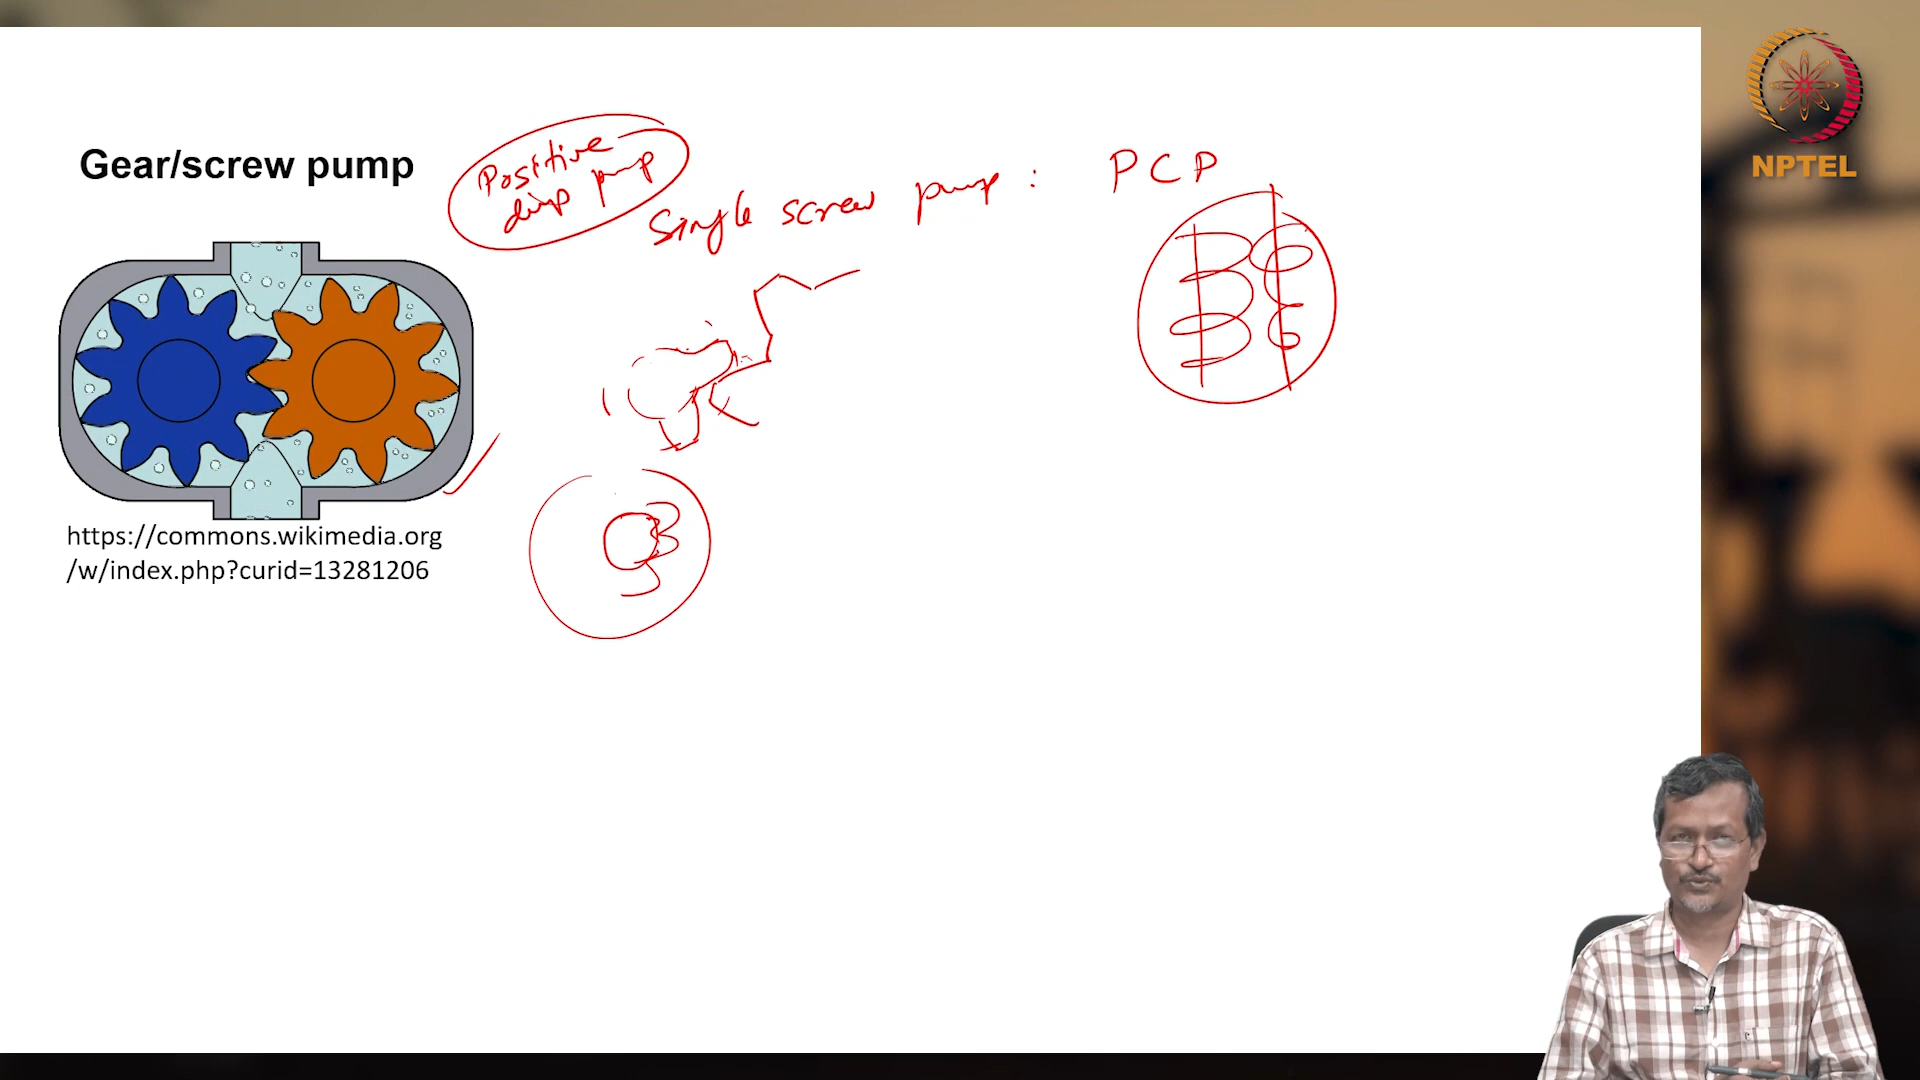 Gear/screw pump
Positive
disp pump
Single screw pump : PCP
https://commons.wikimedia.org
/w/index.php?curid=13281206
NPTEL